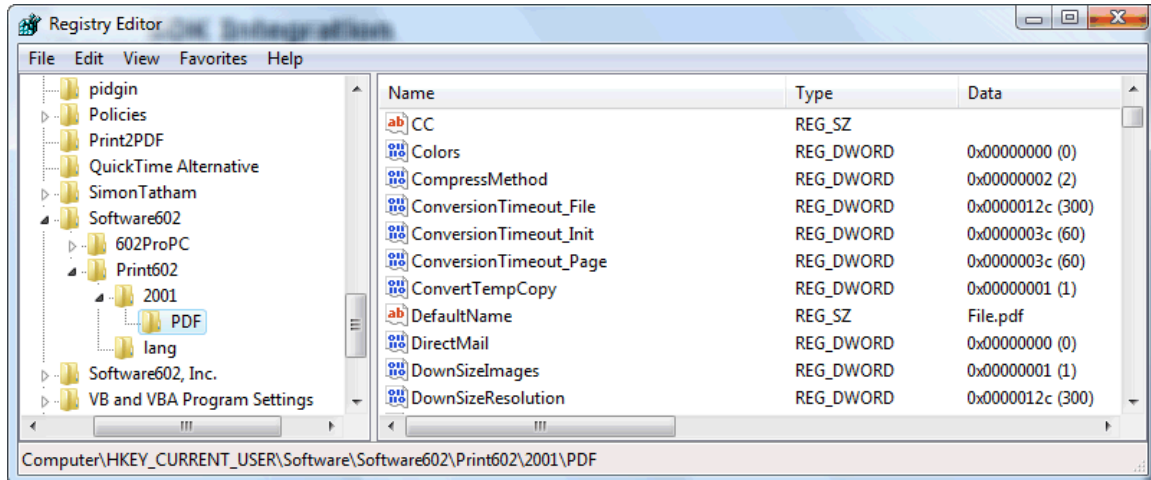 Registry Editor
File Edit View Favorites Help
pidgin
Policies
Print2PDF
QuickTime Alternative
SimonTatham
Software602
602ProPC
Print602
2001
PDF
lang
Software602, Inc.
VB and VBA Program Settings
Name Type Data
CC REG_SZ
Colors REG_DWORD 0x00000000 (0)
CompressMethod REG_DWORD 0x00000002 (2)
ConversionTimeout_File REG_DWORD 0x0000012c (300)
ConversionTimeout_Init REG_DWORD 0x0000003c (60)
ConversionTimeout_Page REG_DWORD 0x0000003c (60)
ConvertTempCopy REG_DWORD 0x00000001 (1)
DefaultName REG_SZ File.pdf
DirectMail REG_DWORD 0x00000000 (0)
DownSizeImages REG_DWORD 0x00000001 (1)
DownSizeResolution REG_DWORD 0x0000012c (300)
Computer\HKEY_CURRENT_USER\Software\Software602\Print602\2001\PDF